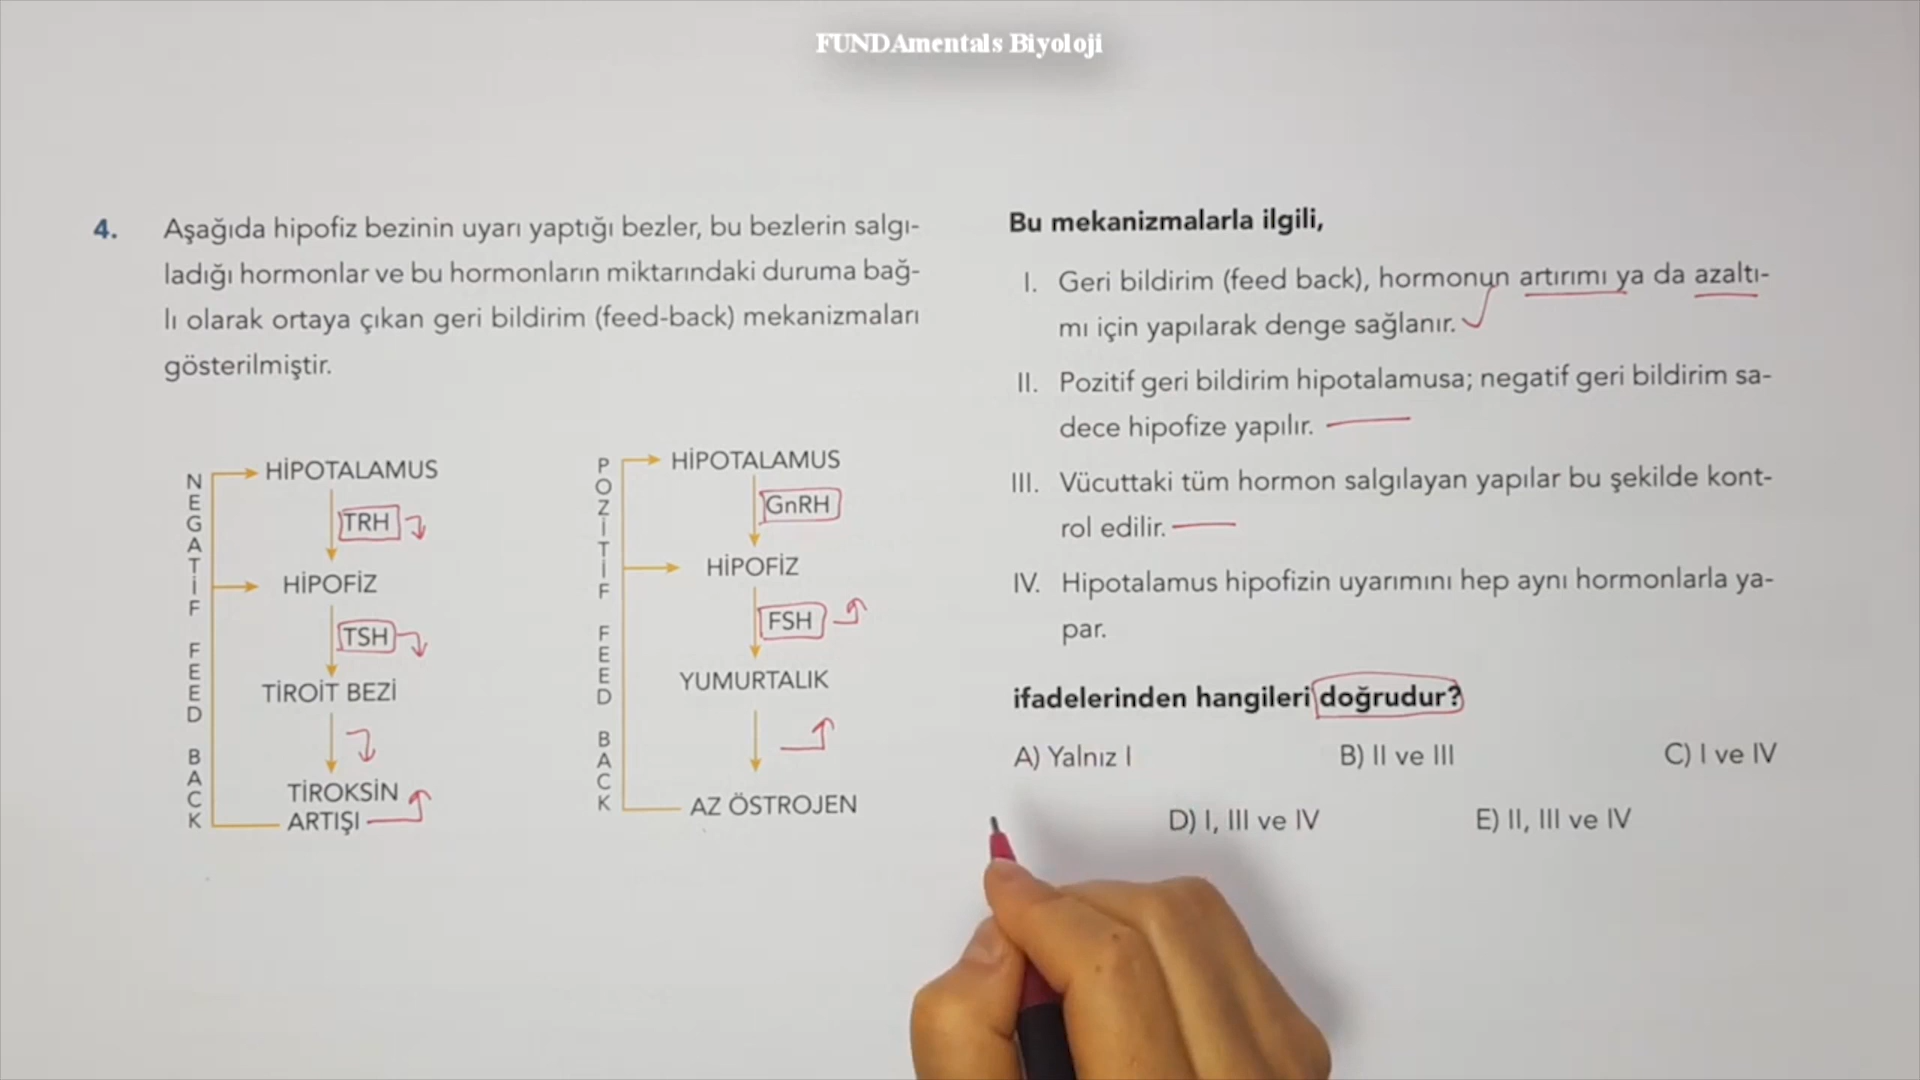 FUNDAmentals Biyoloji
4. Aşağıda hipofiz bezinin uyarı yaptığı bezler, bu bezlerin salgı-
ladığı hormonlar ve bu hormonların miktarındaki duruma bağ-
lı olarak ortaya çıkan geri bildirim (feed-back) mekanizmaları
gösterilmiştir.
NEGATİF FEED BACK
HİPOTALAMUS
TRH
HİPOFİZ
TSH
TİROİT BEZİ
TİROKSİN
ARTIŞI
POZİTİF FEED BACK
HİPOTALAMUS
GnRH
HİPOFİZ
FSH
YUMURTALIK
AZ ÖSTROJEN
Bu mekanizmalarla ilgili,
I. Geri bildirim (feed back), hormonun artırımı ya da azaltı-
mı için yapılarak denge sağlanır.
II. Pozitif geri bildirim hipotalamusa; negatif geri bildirim sa-
dece hipofize yapılır.
III. Vücuttaki tüm hormon salgılayan yapılar bu şekilde kont-
rol edilir.
IV. Hipotalamus hipofizin uyarımını hep aynı hormonlarla ya-
par.
ifadelerinden hangileri doğrudur?
A) Yalnız I B) II ve III C) I ve IV
D) I, III ve IV E) II, III ve IV